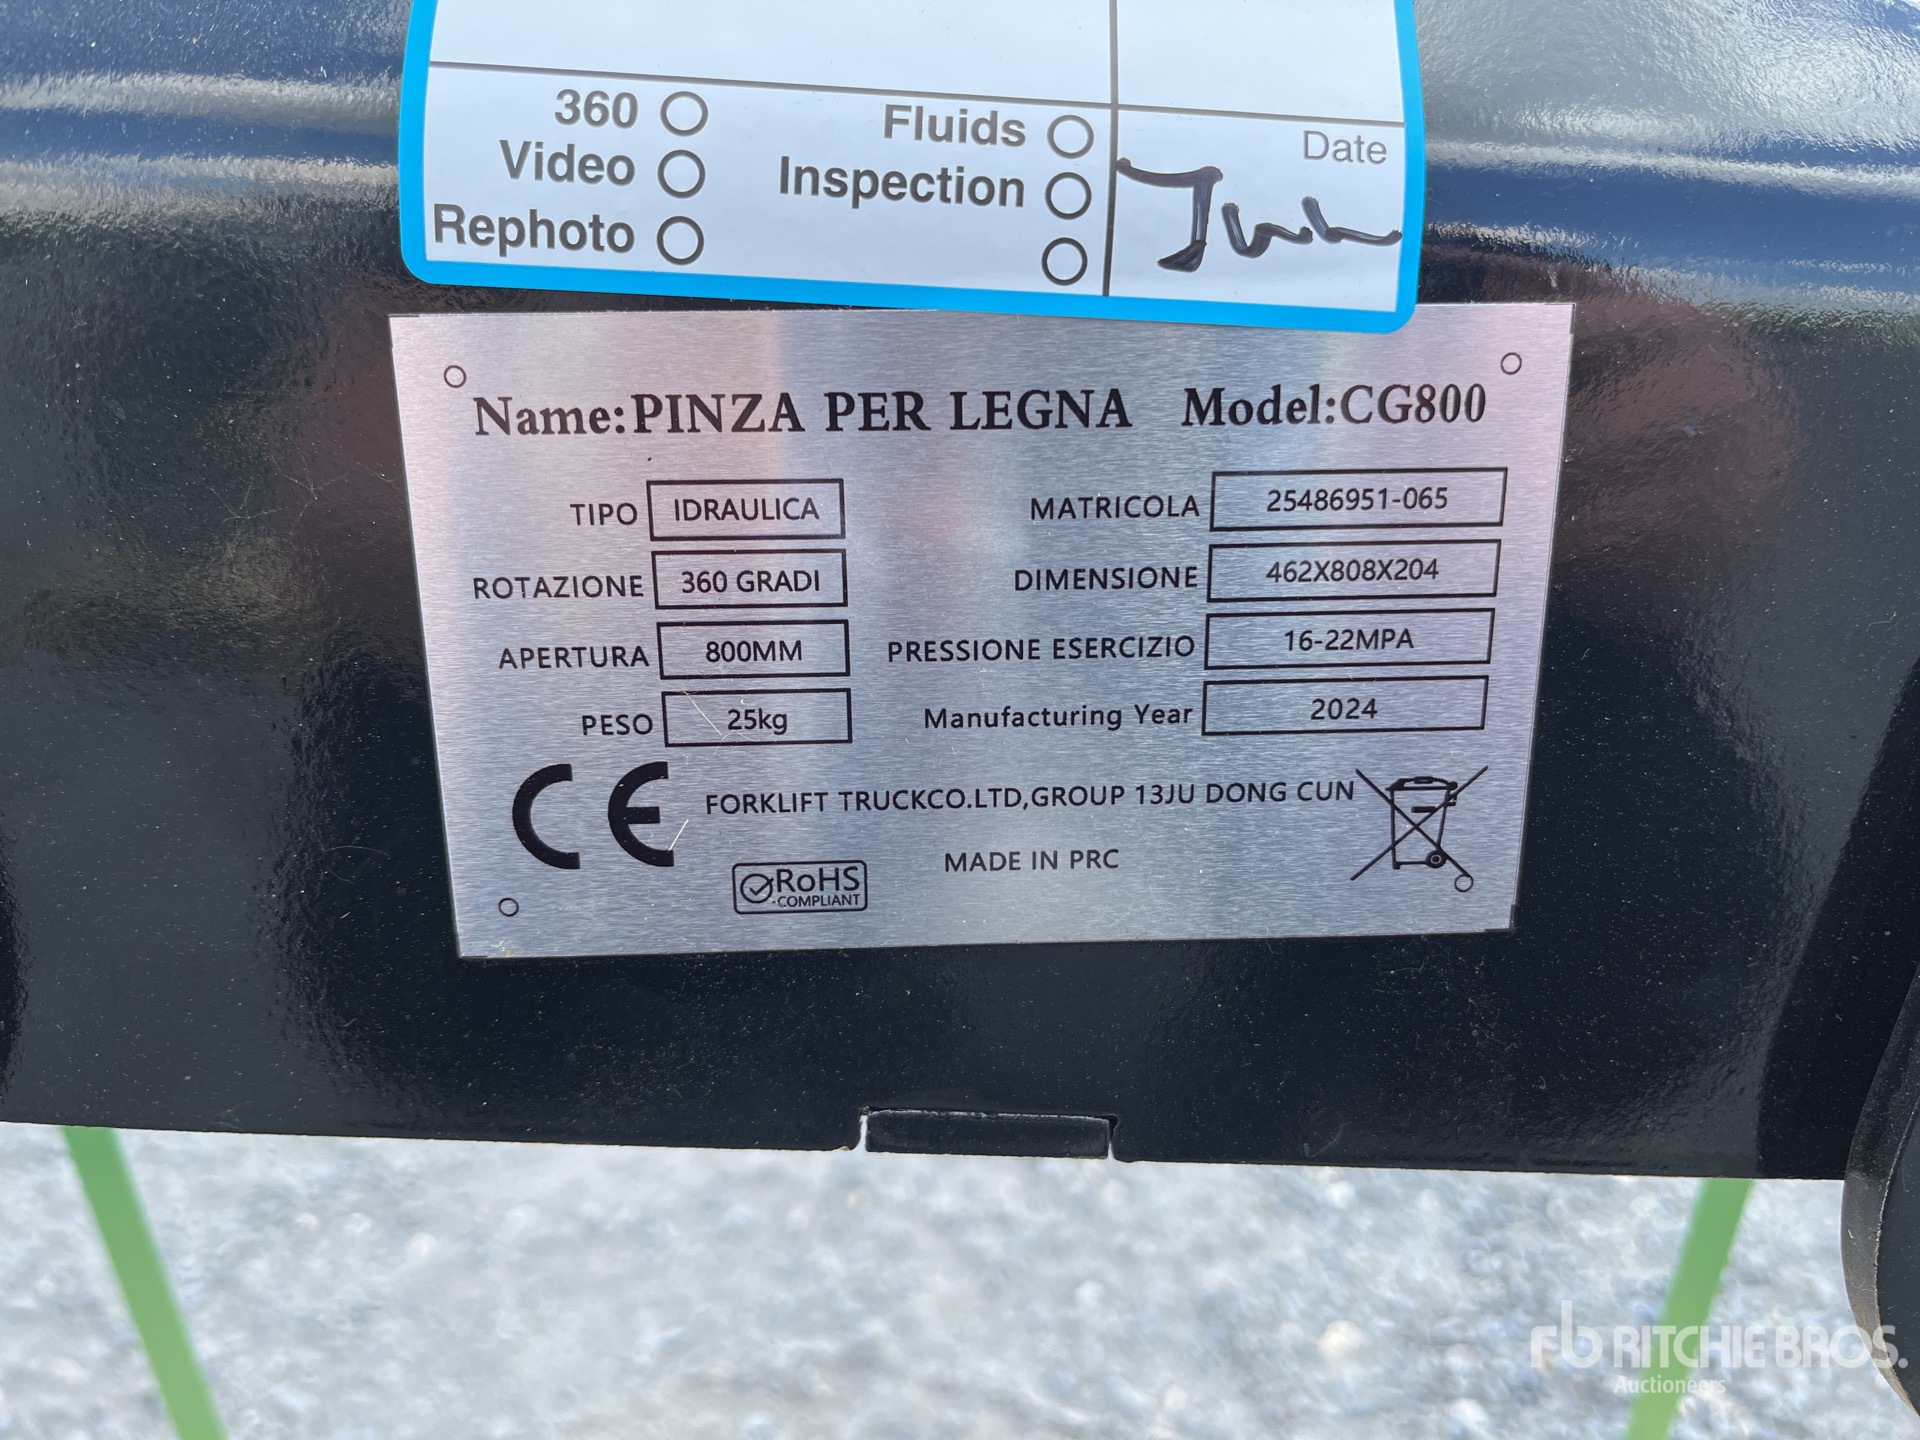 360
Video
Rephoto
Fluids
Inspection
Date
Name:PINZA PER LEGNA Model:CG800
TIPO IDRAULICA
MATRICOLA 25486951-065
ROTAZIONE 360 GRADI
DIMENSIONE 462X808X204
APERTURA 800MM
PRESSIONE ESERCIZIO 16-22MPA
PESO 25kg
Manufacturing Year 2024
CE
FORKLIFT TRUCKCO.LTD,GROUP 13JU DONG CUN
MADE IN PRC
RoHS
COMPLIANT
rb RITCHIE BROS.
Auctioneers